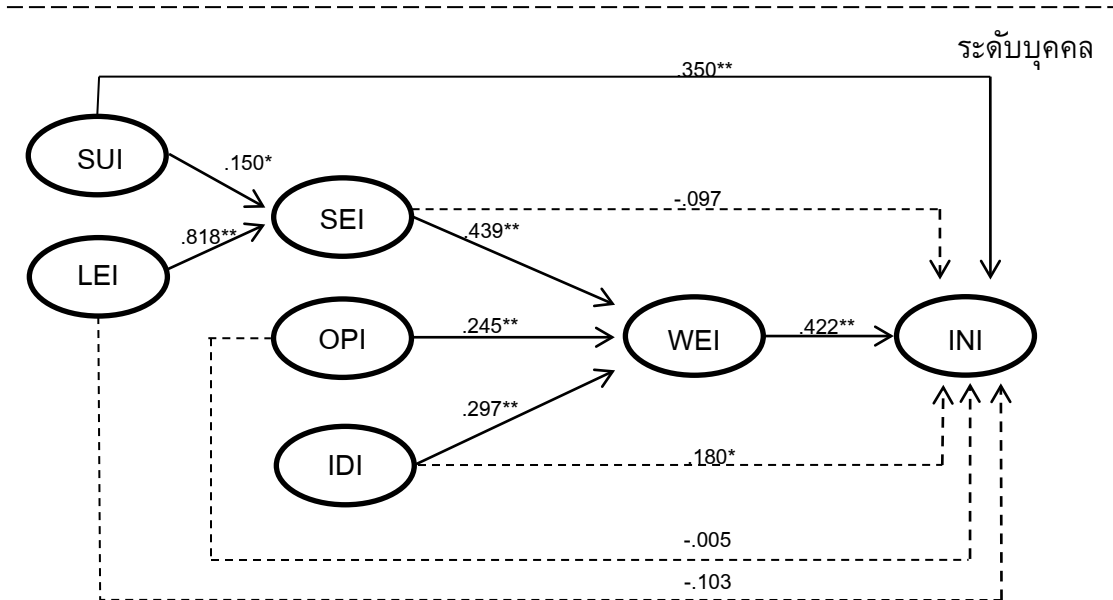 ระดับบุคคล
.350**
SUI
.150*
SEI
-.097
.818**
.439**
LEI
OPI
.245**
WEI
.422**
INI
.297**
IDI
.180*
-.005
-.103